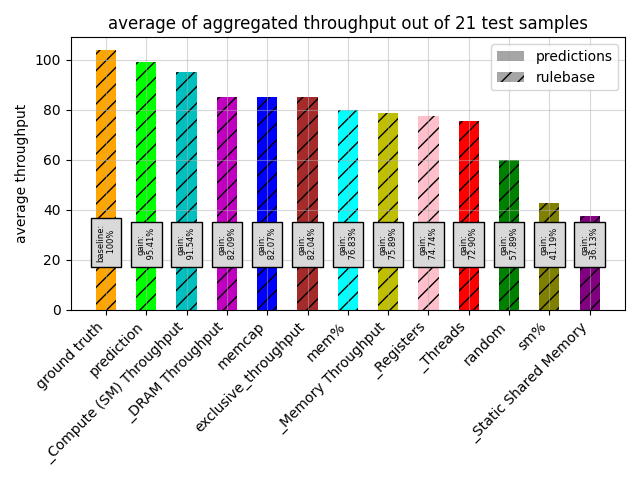 average of aggregated throughput out of 21 test samples
predictions
rulebase
average throughput
100
80
60
40
20
0
baseline:
100%
gain:
95.41%
gain:
91.54%
gain:
82.09%
gain:
82.07%
gain:
82.04%
gain:
76.83%
gain:
75.89%
gain:
74.74%
gain:
72.90%
gain:
57.89%
gain:
41.19%
gain:
36.13%
ground truth
prediction
_Compute (SM) Throughput
_DRAM Throughput
memcap
exclusive_throughput
mem%
_Memory Throughput
_Registers
_Threads
random
sm%
_Static Shared Memory